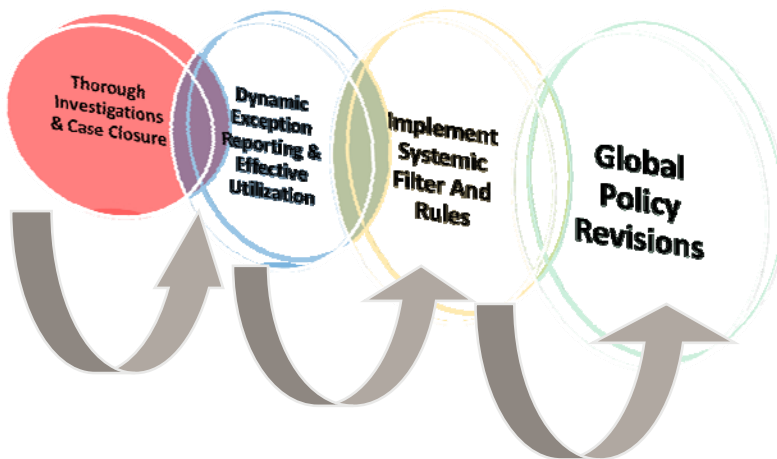 Thorough
Investigations
& Case Closure
Dynamic
Exception
Reporting &
Effective
Utilization
Implement
Systemic
Filter And
Rules
Global
Policy
Revisions